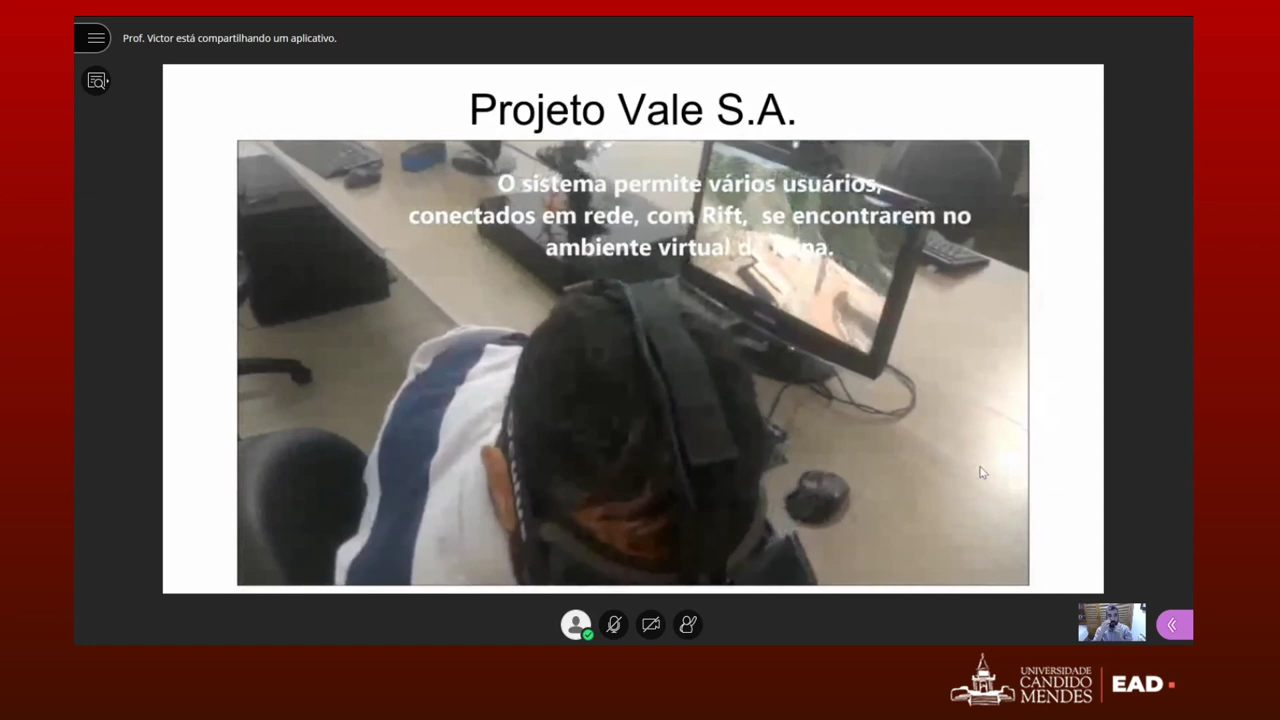 Prof. Victor está compartilhando um aplicativo.
Projeto Vale S.A.
O sistema permite vários usuários,
conectados em rede, com Rift, se encontrarem no
ambiente virtual
UNIVERSIDADE
CANDIDO
MENDES
EAD